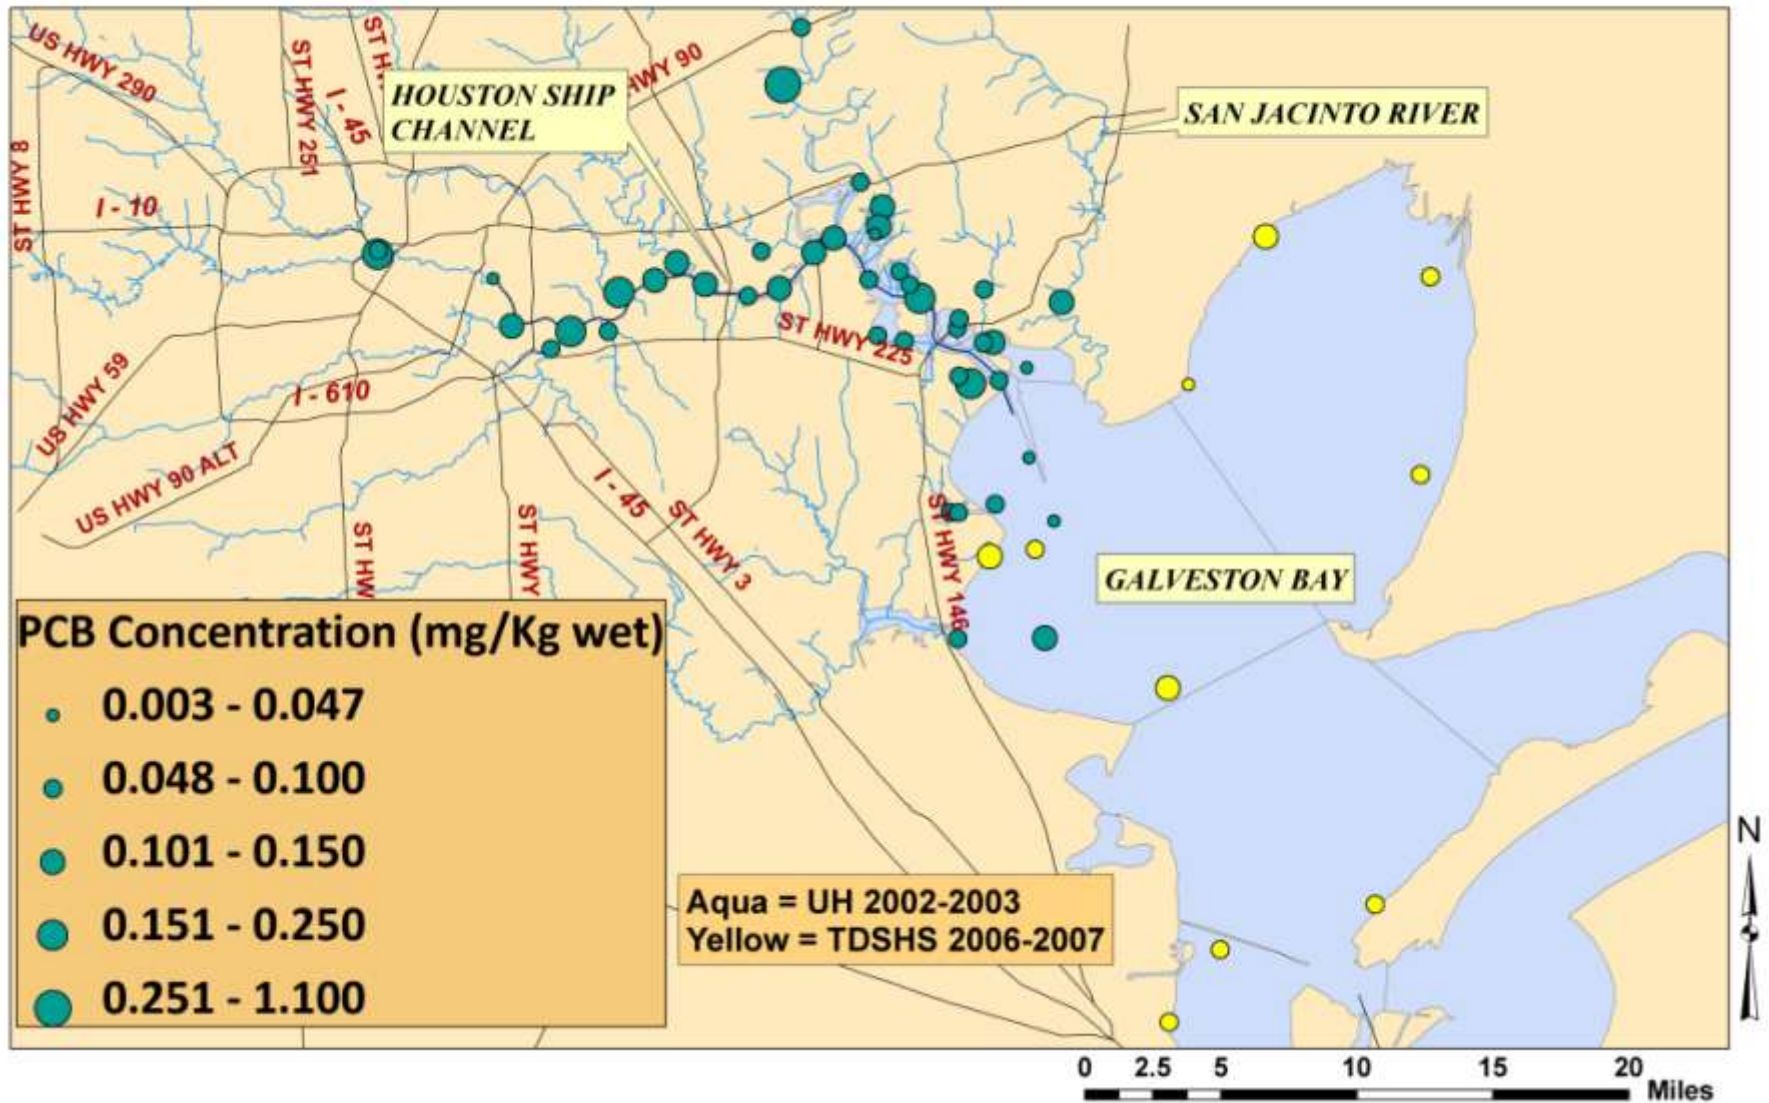 US HWY 290
ST HWY 251
I - 45
ST H
HWY 90
HOUSTON SHIP
CHANNEL
SAN JACINTO RIVER
ST HWY 8
I - 10
ST HWY 225
US HWY 59
I - 610
US HWY 90 ALT
I - 45
ST HWY 3
ST HW
ST HWY
ST HWY 146
GALVESTON BAY
PCB Concentration (mg/Kg wet)
0.003 - 0.047
0.048 - 0.100
0.101 - 0.150
0.151 - 0.250
0.251 - 1.100
Aqua = UH 2002-2003
Yellow = TDSHS 2006-2007
N
0 2.5 5 10 15 20
Miles